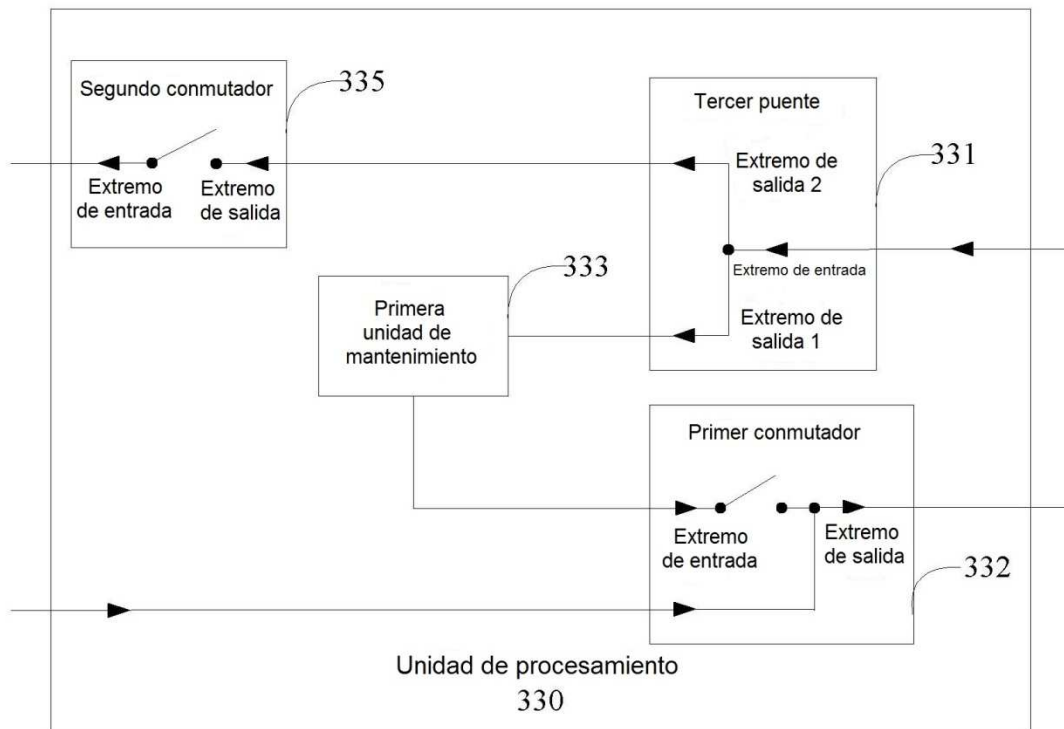 Segundo conmutador
335
Extremo
de entrada
Extremo
de salida
Tercer puente
Extremo de
salida 2
331
Extremo de entrada
Extremo de
salida 1
333
Primera
unidad de
mantenimiento
Primer conmutador
Extremo
de entrada
Extremo
de salida
332
Unidad de procesamiento
330